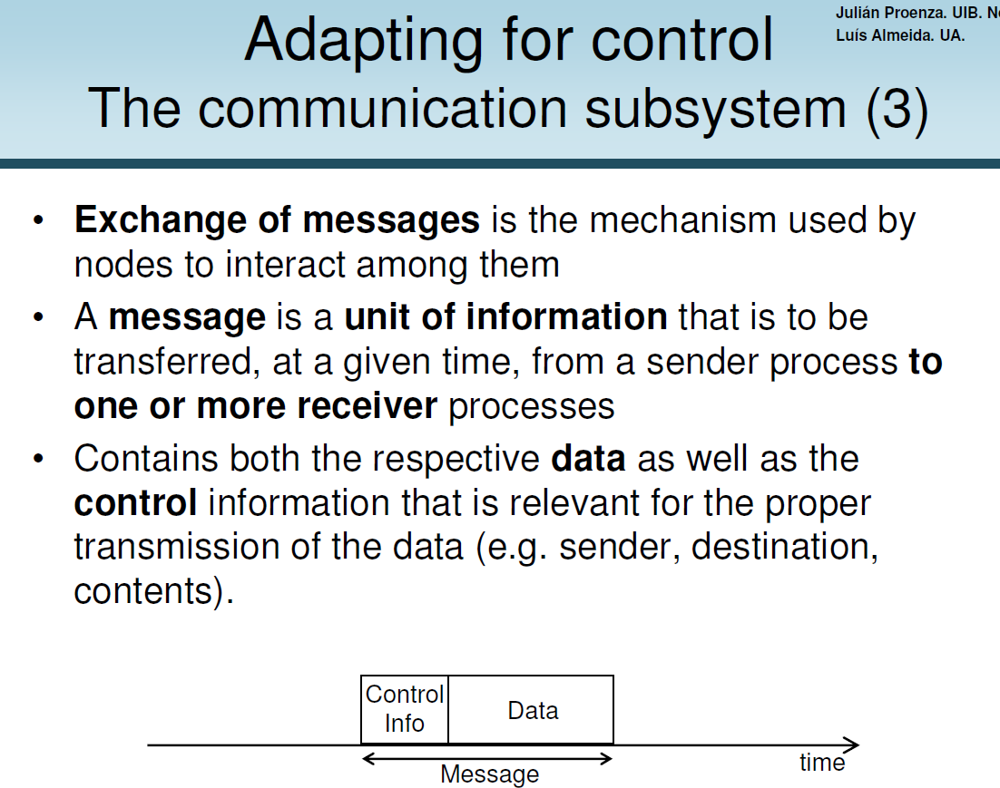 Julián Proenza. UIB.
Luís Almeida. UA.
Adapting for control
The communication subsystem (3)
• Exchange of messages is the mechanism used by
nodes to interact among them
• A message is a unit of information that is to be
transferred, at a given time, from a sender process to
one or more receiver processes
• Contains both the respective data as well as the
control information that is relevant for the proper
transmission of the data (e.g. sender, destination,
contents).
Control
Info
Data
time
Message